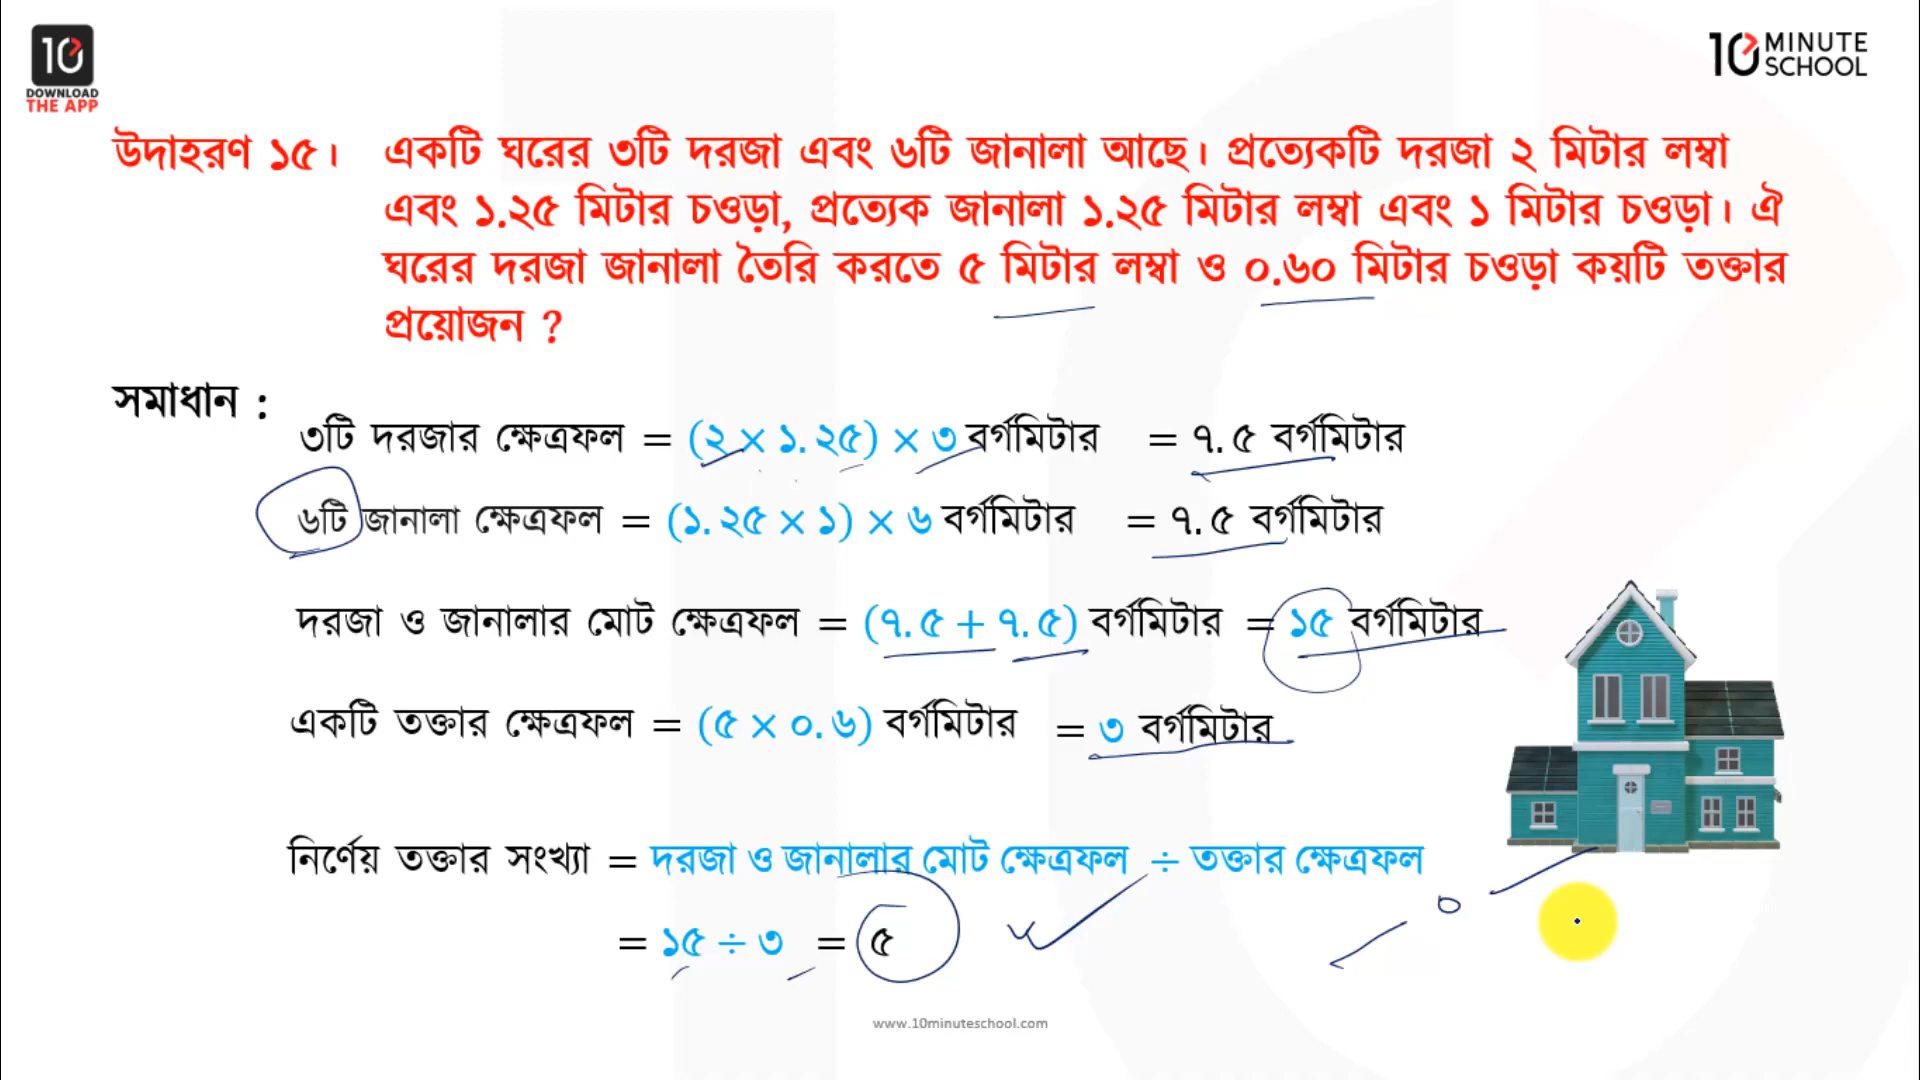 10
DOWNLOAD
THE APP
10 MINUTE
SCHOOL
উদাহরণ ১৫। একটি ঘরের ৩টি দরজা এবং ৬টি জানালা আছে। প্রত্যেকটি দরজা ২ মিটার লম্বা
এবং ১.২৫ মিটার চওড়া, প্রত্যেক জানালা ১.২৫ মিটার লম্বা এবং ১ মিটার চওড়া। ঐ
ঘরের দরজা জানালা তৈরি করতে ৫ মিটার লম্বা ও ০.৬০ মিটার চওড়া কয়টি তক্তার
প্রয়োজন ?
সমাধান :
৩টি দরজার ক্ষেত্রফল = (২ × ১.২৫) × ৩ বর্গমিটার = ৭.৫ বর্গমিটার
৬টি জানালা ক্ষেত্রফল = (১.২৫ × ১) × ৬ বর্গমিটার = ৭.৫ বর্গমিটার
দরজা ও জানালার মোট ক্ষেত্রফল = (৭.৫ + ৭.৫) বর্গমিটার = ১৫ বর্গমিটার
একটি তক্তার ক্ষেত্রফল = (৫ × ০.৬) বর্গমিটার = ৩ বর্গমিটার
নির্ণেয় তক্তার সংখ্যা = দরজা ও জানালার মোট ক্ষেত্রফল ÷ তক্তার ক্ষেত্রফল
= ১৫ ÷ ৩ = ৫
www.10minuteschool.com